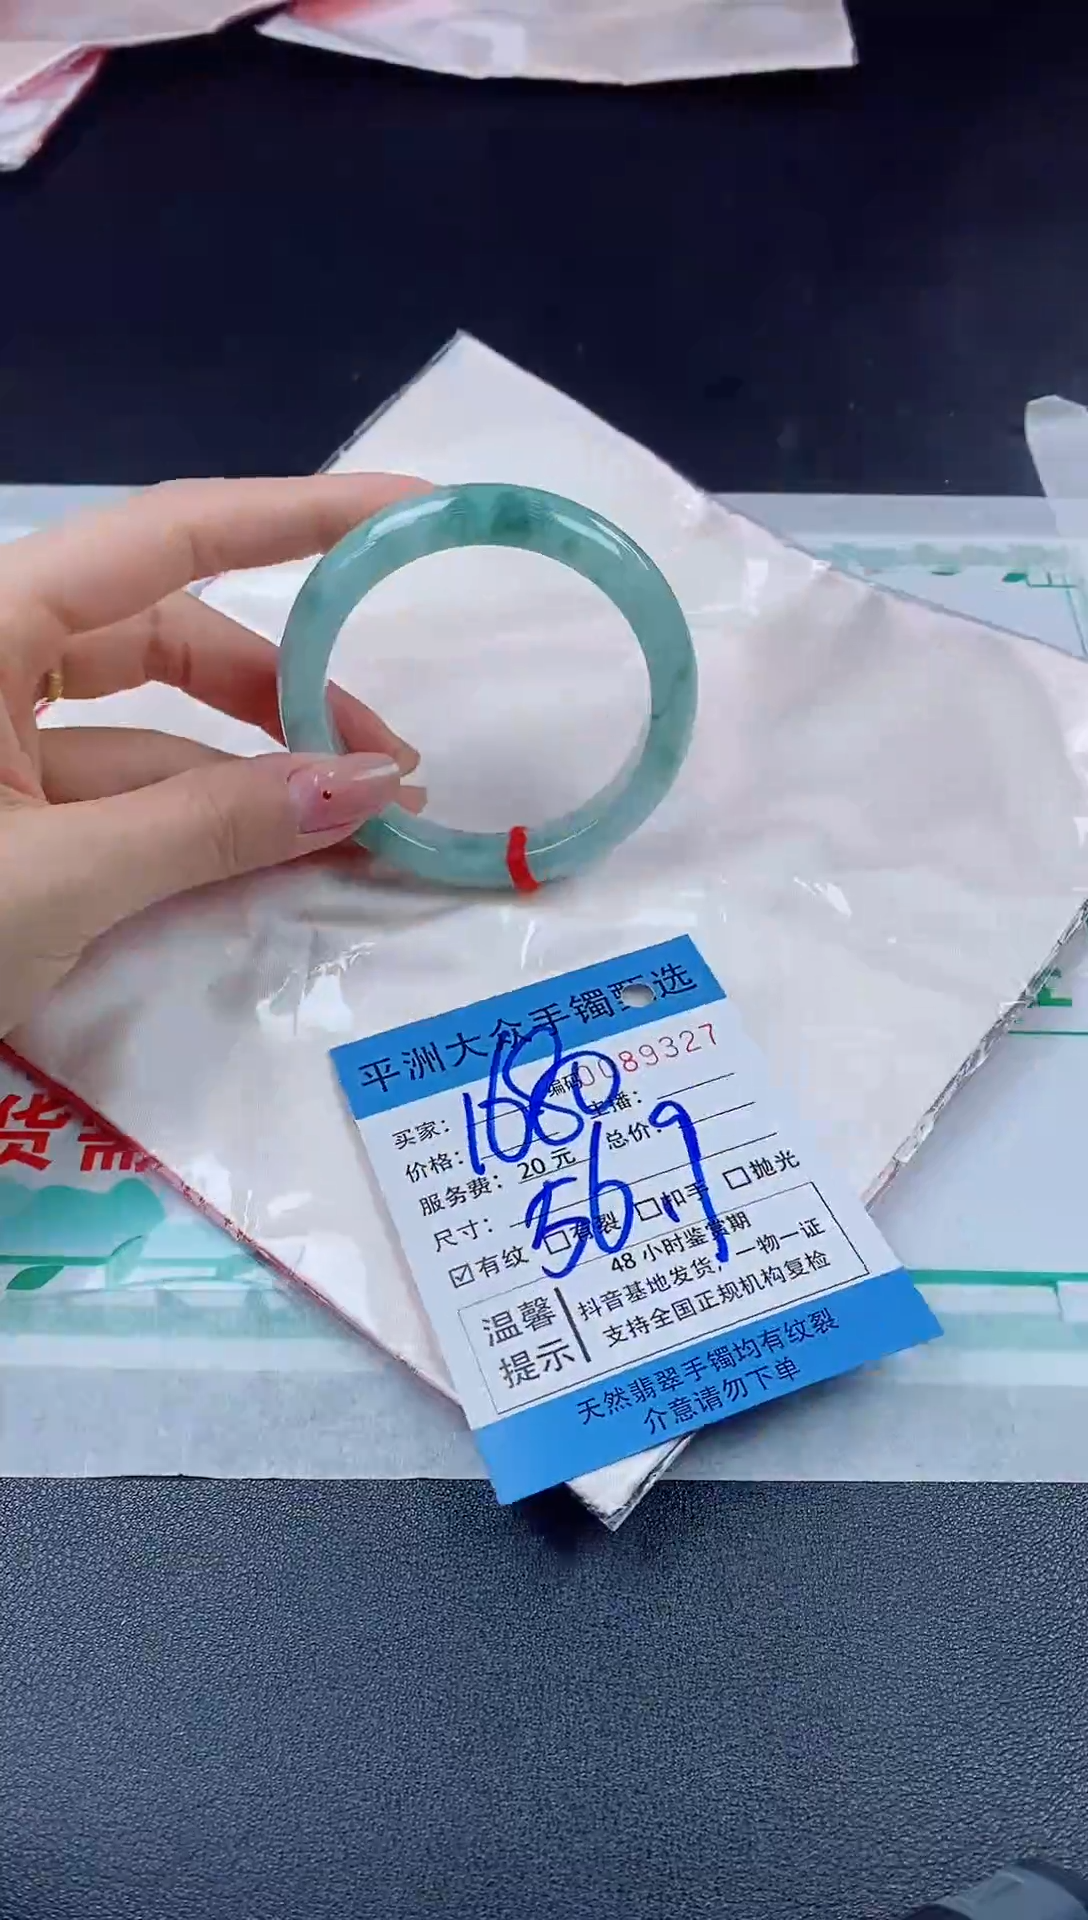 平洲大众手镯甄选
编码0089327
买家: 主播:
价格: 1680 总价:
服务费: 20 元
尺寸: 56.9
☑有纹 □有裂 □扣手 □抛光
温馨提示
48 小时鉴赏期
抖音基地发货,一物一证
支持全国正规机构复检
天然翡翠手镯均有纹裂
介意请勿下单
货需